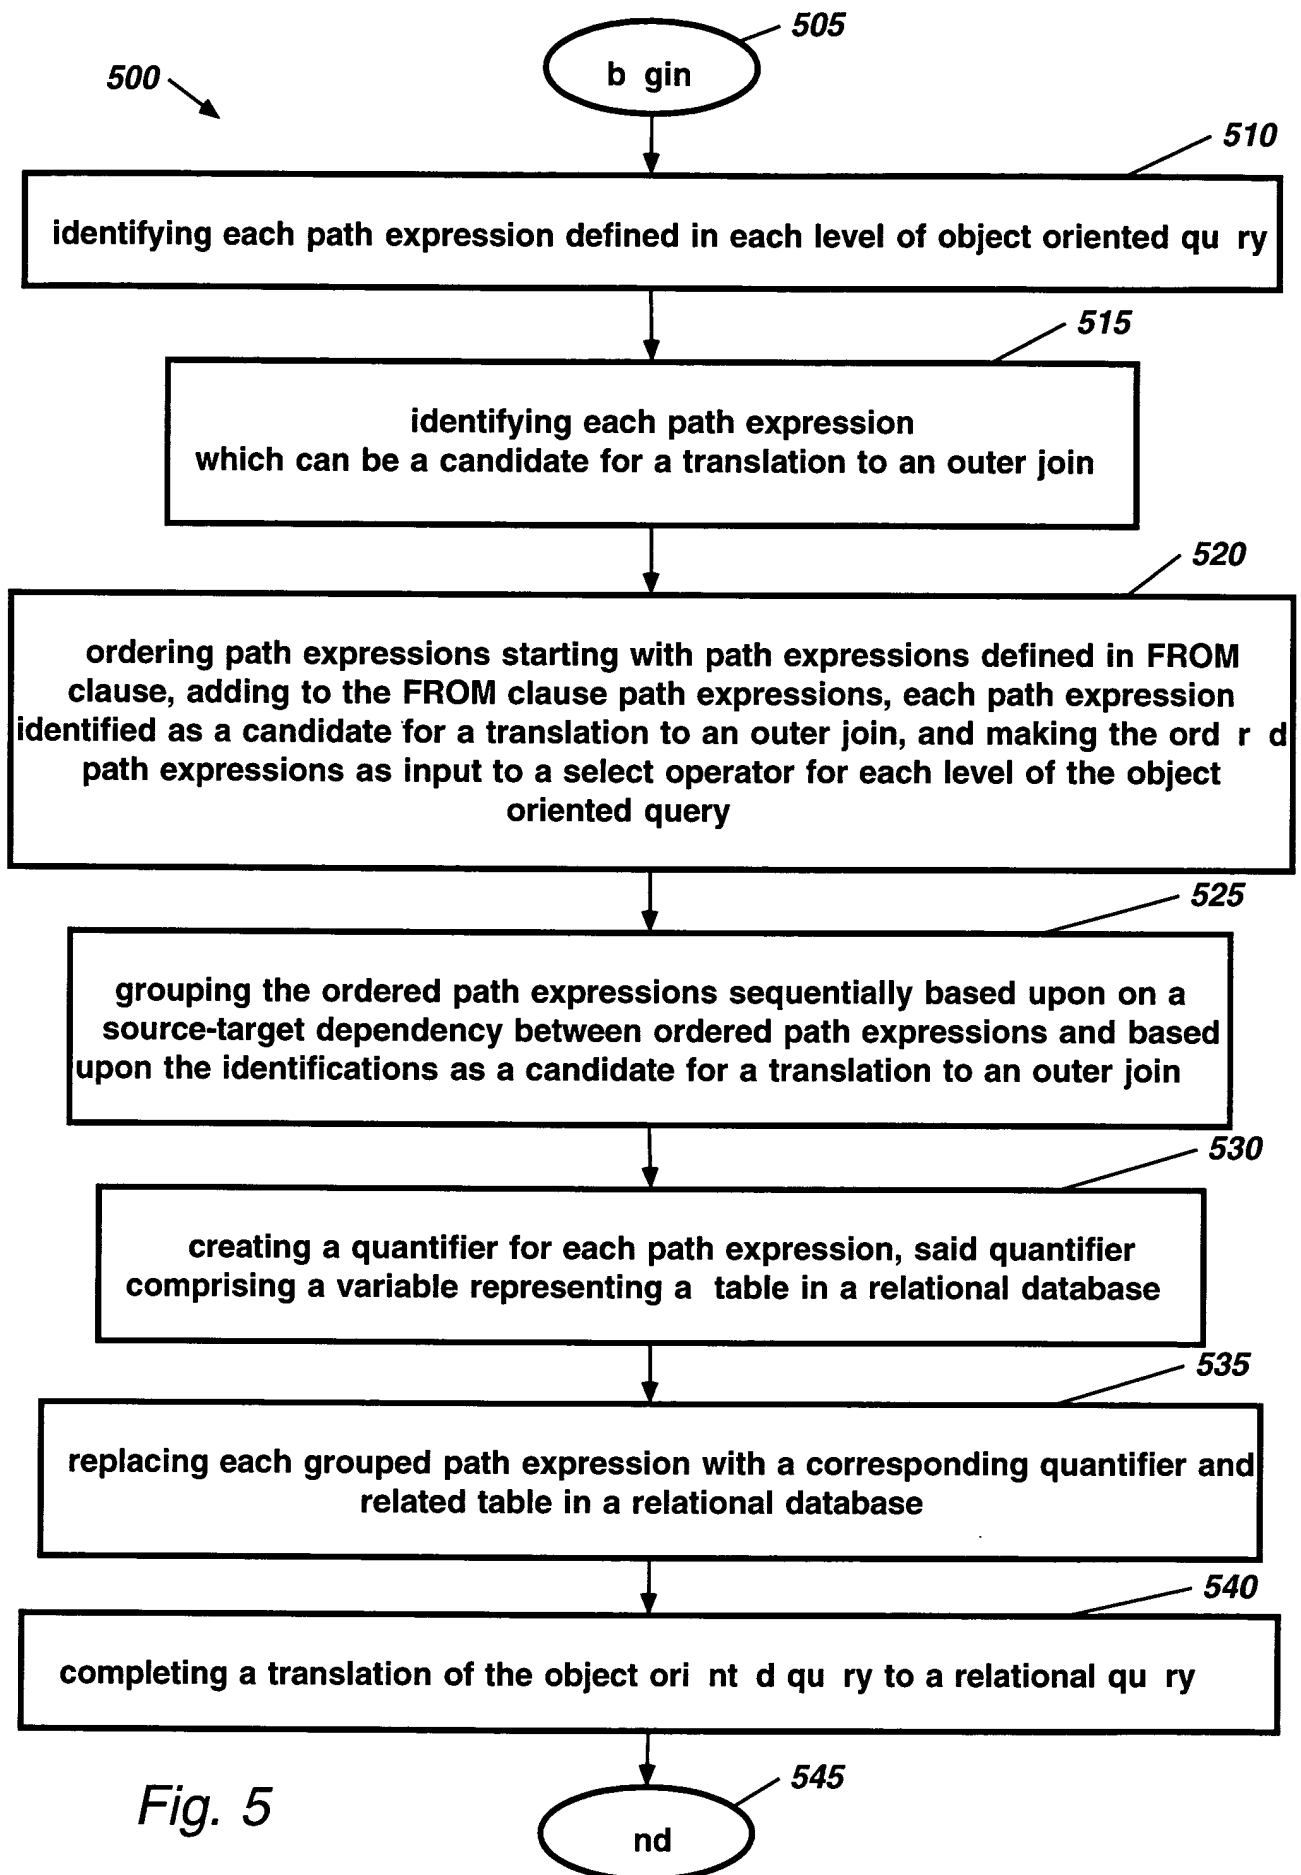 505
b gin
500
510
identifying each path expression defined in each level of object oriented qu ry
515
identifying each path expression
which can be a candidate for a translation to an outer join
520
ordering path expressions starting with path expressions defined in FROM
clause, adding to the FROM clause path expressions, each path expression
identified as a candidate for a translation to an outer join, and making the ord r d
path expressions as input to a select operator for each level of the object
oriented query
525
grouping the ordered path expressions sequentially based upon on a
source-target dependency between ordered path expressions and based
upon the identifications as a candidate for a translation to an outer join
530
creating a quantifier for each path expression, said quantifier
comprising a variable representing a table in a relational database
535
replacing each grouped path expression with a corresponding quantifier and
related table in a relational database
540
completing a translation of the object ori nt d qu ry to a relational qu ry
545
nd
Fig. 5